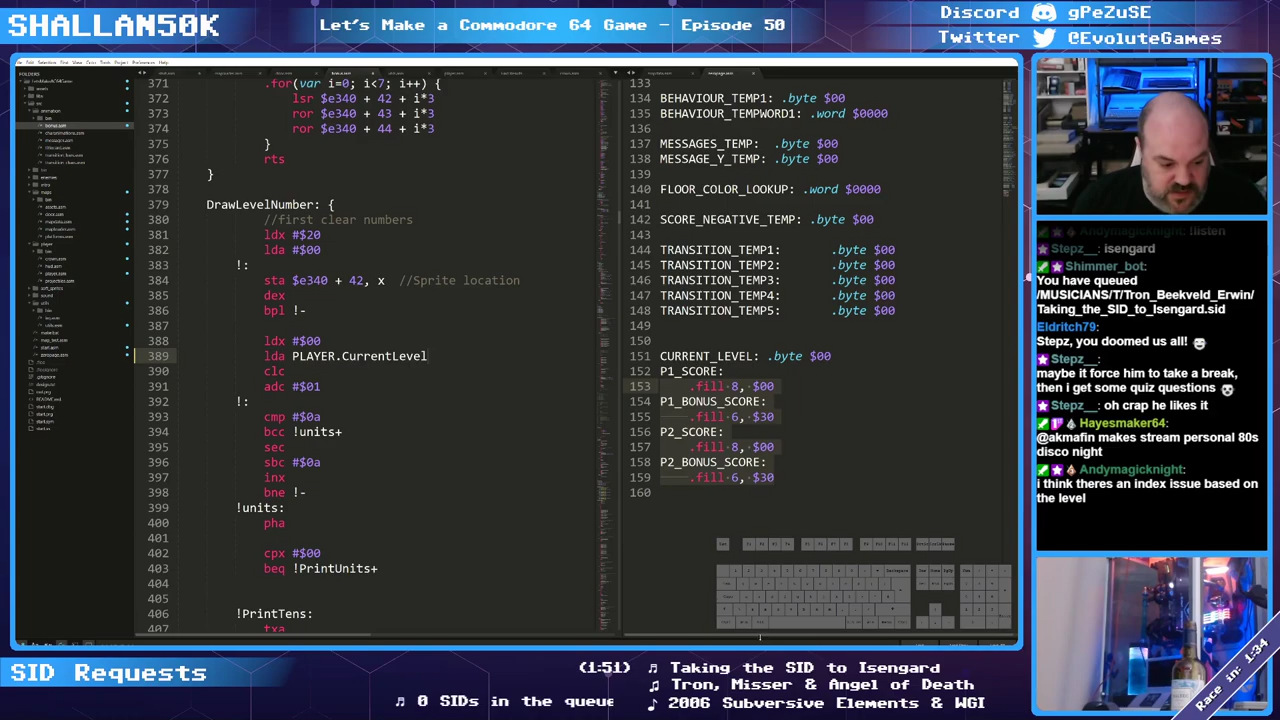 SHALLAN50K
Let's Make a Commodore 64 Game - Episode 50
Discord gPeZuSE
Twitter @EvoluteGames
FOLDERS
371 .for(var i=0; i<7; i++) {
372 lsr $e340 + 42 + i*3
373 ror $e340 + 43 + i*3
374 ror $e340 + 44 + i*3
375 }
376 rts
377 }
378
379 DrawLevelNumber: {
380 //first clear numbers
381 ldx #$20
382 lda #$00
383 !:
384 sta $e340 + 42, x //Sprite location
385 dex
386 bpl !-
387
388 ldx #$00
389 lda PLAYER.CurrentLevel
390 clc
391 adc #$01
392 !:
393 cmp #$0a
394 bcc !units+
395 sec
396 sbc #$0a
397 inx
398 bne !-
399 !units:
400 pha
401
402 cpx #$00
403 beq !PrintUnits+
404
405
406 !PrintTens:
407 txa
133
134 BEHAVIOUR_TEMP1: .byte $00
135 BEHAVIOUR_TEMPWORD1: .word $0000
136
137 MESSAGES_TEMP: .byte $00
138 MESSAGE_Y_TEMP: .byte $00
139
140 FLOOR_COLOR_LOOKUP: .word $0000
141
142 SCORE_NEGATIVE_TEMP: .byte $00
143
144 TRANSITION_TEMP1: .byte $00
145 TRANSITION_TEMP2: .byte $00
146 TRANSITION_TEMP3: .byte $00
147 TRANSITION_TEMP4: .byte $00
148 TRANSITION_TEMP5: .byte $00
149
150
151 CURRENT_LEVEL: .byte $00
152 P1_SCORE:
153 .fill 8, $00
154 P1_BONUS_SCORE:
155 .fill 6, $30
156 P2_SCORE:
157 .fill 8, $00
158 P2_BONUS_SCORE:
159 .fill 6, $30
160
Andymagicknight: !listen
Stepz_: isengard
Shimmer_bot:
You have queued
/MUSICIANS/T/Tron_Beekveld_Erwin/
Taking_the_SID_to_Isengard.sid
Eldritch79:
Stepz_, you doomed us all!
Stepz_:
maybe if force him to take a break,
then i get some quiz questions
Stepz_: oh crap he likes it
Hayesmaker64:
@akmafin makes stream personal 80s
disco night
Andymagicknight:
i think theres an index issue based on
the level
SID Requests
(1:51) ♬ Taking the SID to Isengard
♫ Tron, Misser & Angel of Death
♬ 0 SIDs in the queue
♪ 2006 Subversive Elements & WGI
Race in: 1:34